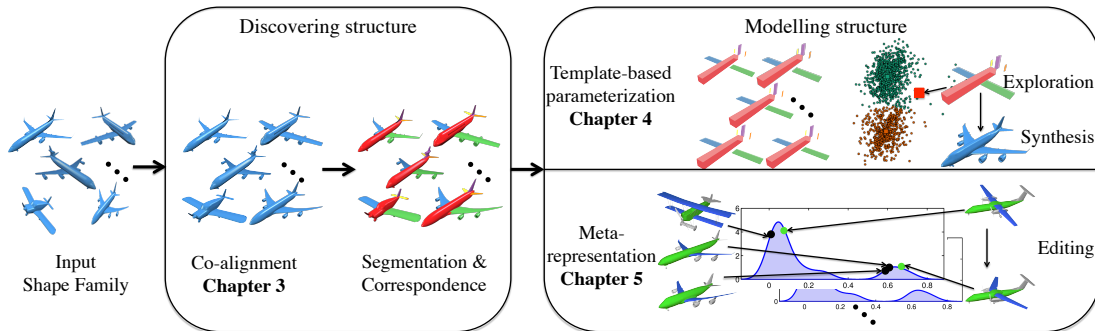 Discovering structure
Modelling structure
Input
Shape Family
Co-alignment
Chapter 3
Segmentation &
Correspondence
Template-based
parameterization
Chapter 4
Exploration
Synthesis
Meta-
representation
Chapter 5
Editing
6
4
2
0
0 0.2 0.4 0.6 0.8
0 0.2 0.4 0.6 0.8